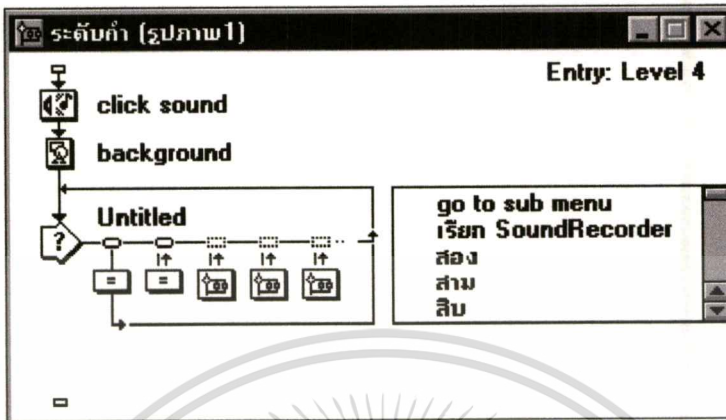 ระดับคำ (รูปภาพ1)
Entry: Level 4
click sound
background
Untitled
go to sub menu
เรียก SoundRecorder
สอง
สาม
สิบ